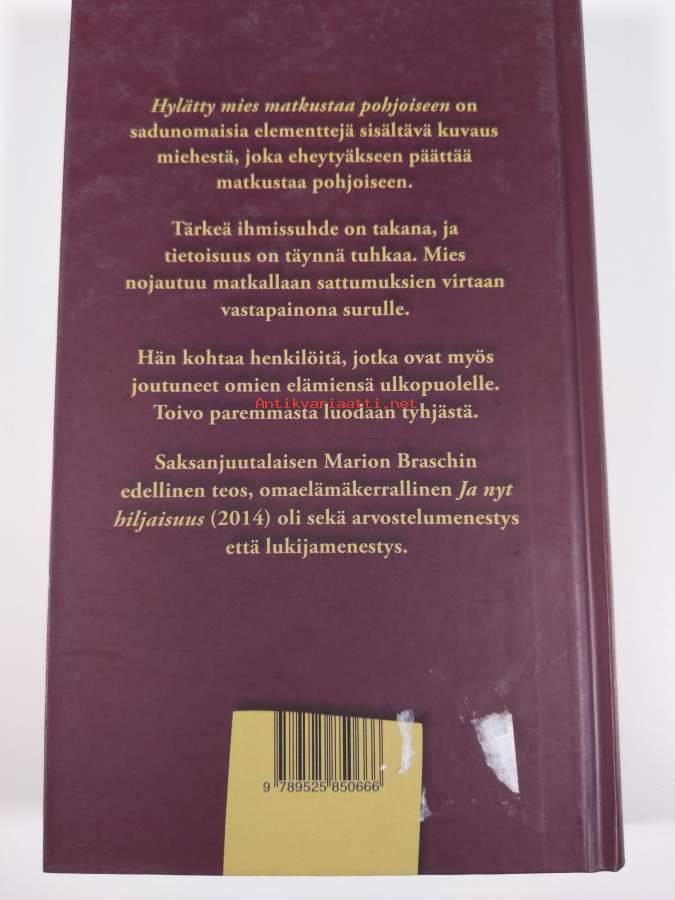 Hylätty mies matkustaa pohjoiseen on
sadunomaisia elementtejä sisältävä kuvaus
miehestä, joka eheytyäkseen päättää
matkustaa pohjoiseen.
Tärkeä ihmissuhde on takana, ja
tietoisuus on täynnä tuhkaa. Mies
nojautuu matkallaan sattumuksien virtaan
vastapainona surulle.
Hän kohtaa henkilöitä, jotka ovat myös
joutuneet omien elämiensä ulkopuolelle.
Antikvariaatti.net
Toivo paremmasta luodaan tyhjästä.
Saksanjuutalaisen Marion Braschin
edellinen teos, omaelämäkerrallinen Ja nyt
hiljaisuus (2014) oli sekä arvostelumenestys
että lukijamenestys.
9 789525 850666